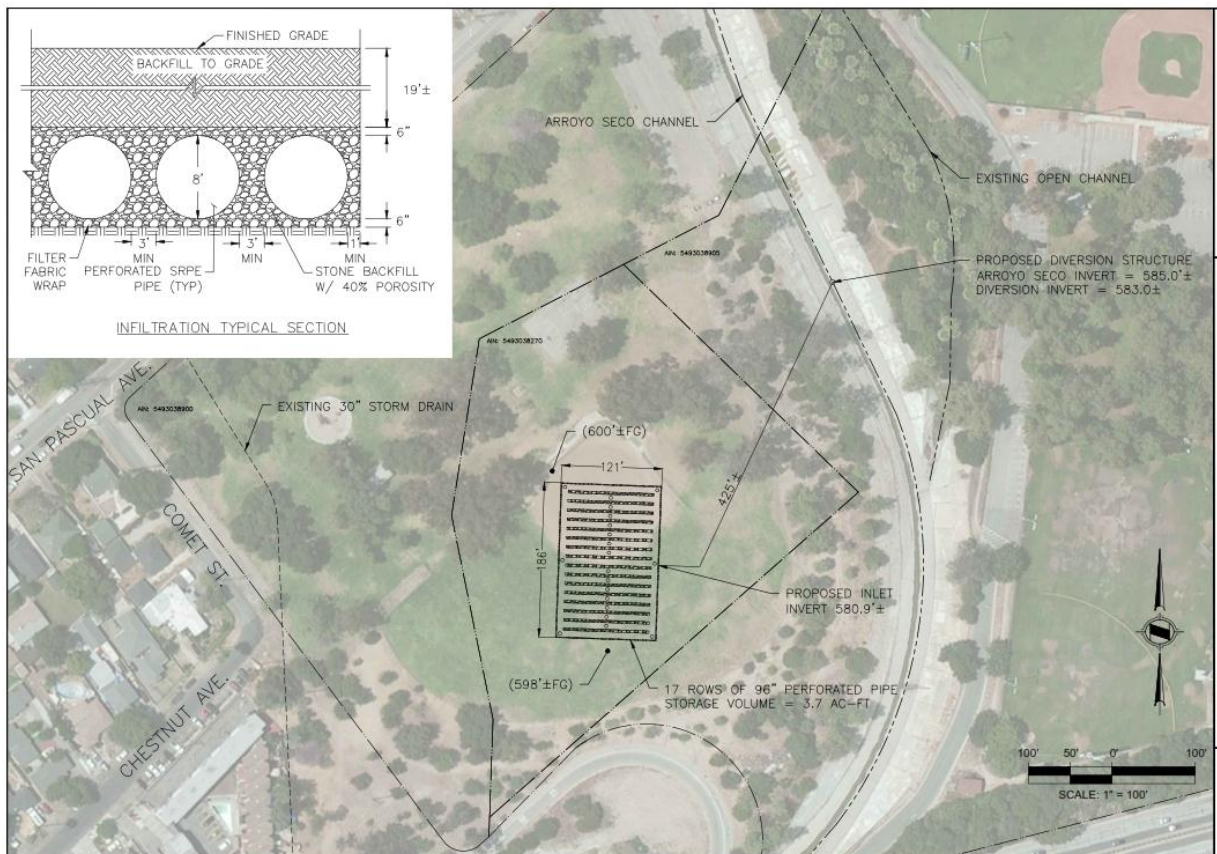 FINISHED GRADE
BACKFILL TO GRADE
19'±
6"
8'
6"
3'
MIN
3'
MIN
1'
MIN
FILTER
FABRIC
WRAP
PERFORATED SRPE
PIPE (TYP)
STONE BACKFILL
W/ 40% POROSITY
INFILTRATION TYPICAL SECTION
ARROYO SECO CHANNEL
EXISTING OPEN CHANNEL
AIN: 5493038905
PROPOSED DIVERSION STRUCTURE
ARROYO SECO INVERT = 585.0'±
DIVERSION INVERT = 583.0±
AIN: 5493038270
SAN. PASCUAL AVE.
AIN: 5493038900
EXISTING 30" STORM DRAIN
(600'±FG)
121'
425'±
186'
COMET ST.
PROPOSED INLET
INVERT 580.9'±
(598'±FG)
17 ROWS OF 96" PERFORATED PIPE
STORAGE VOLUME = 3.7 AC-FT
CHESTNUT AVE.
100' 50' 0' 100'
SCALE: 1" = 100'